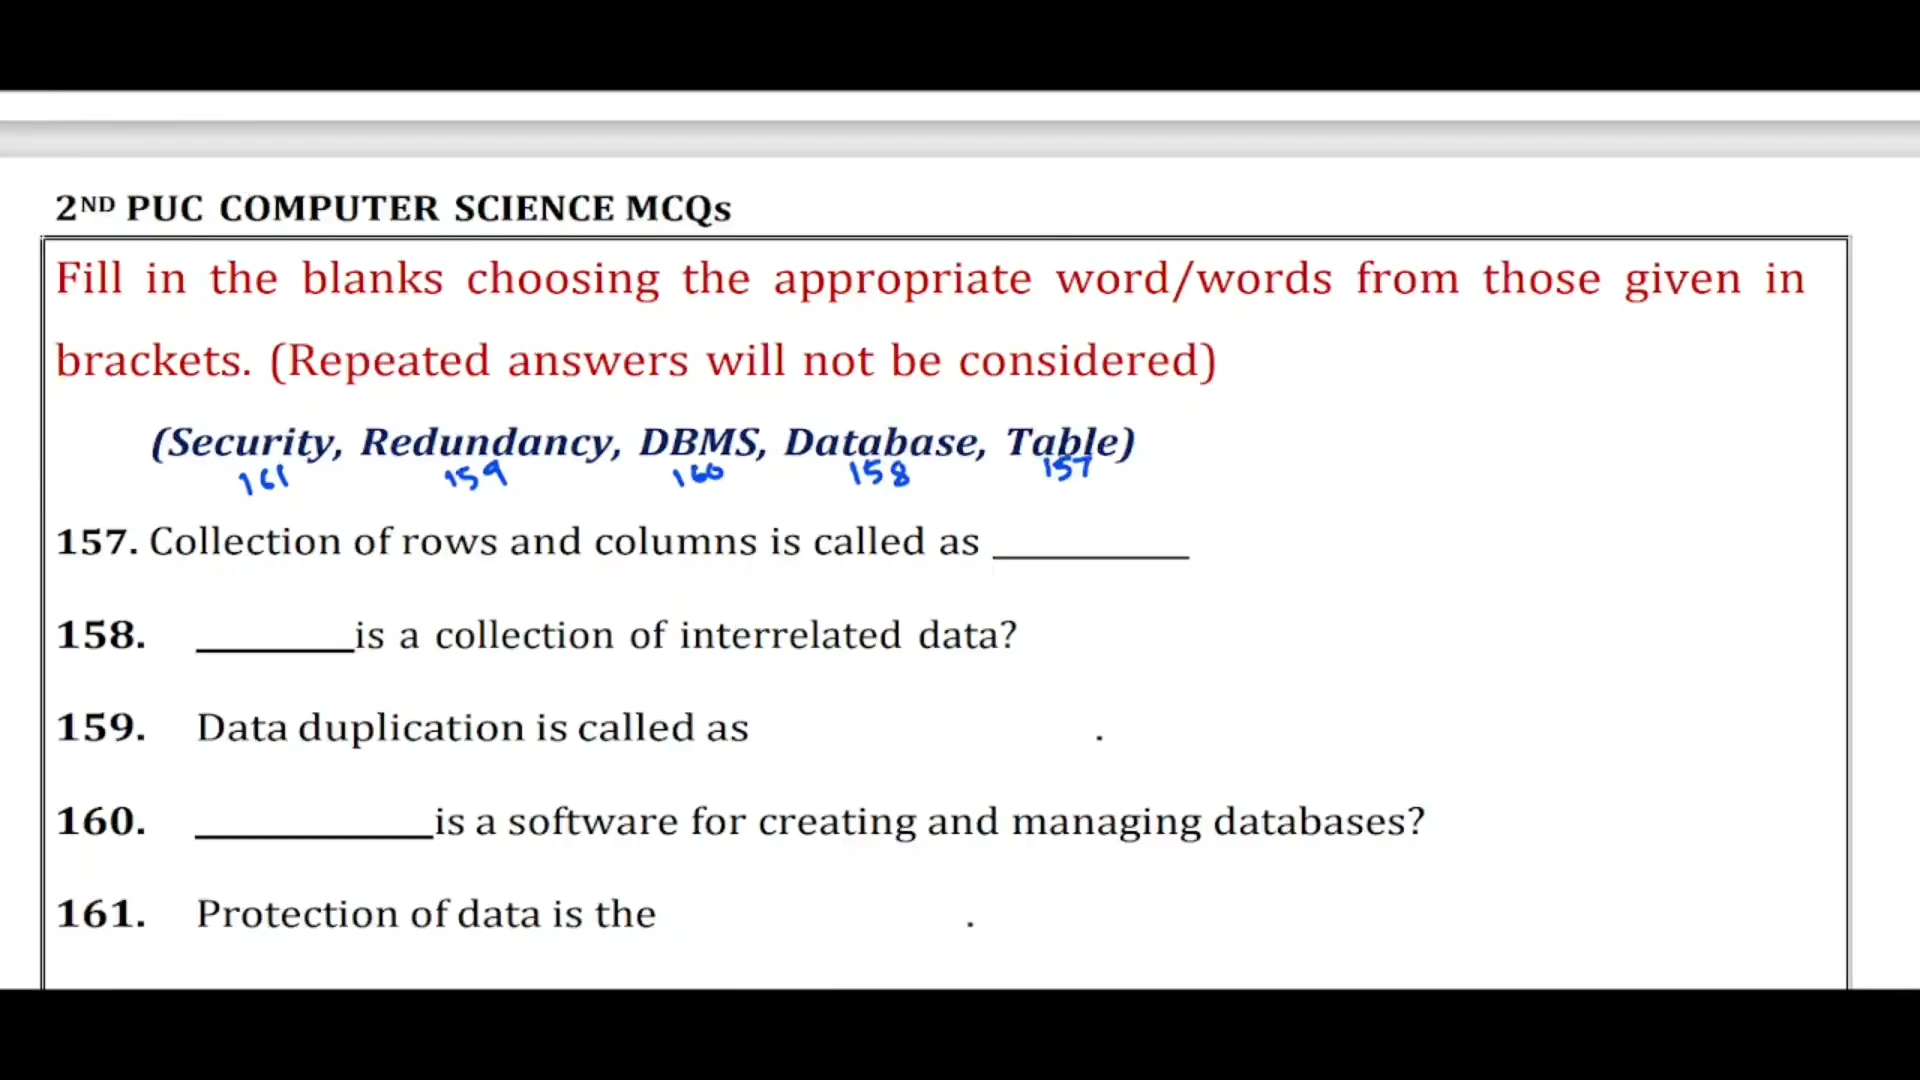 2ND PUC COMPUTER SCIENCE MCQs
Fill in the blanks choosing the appropriate word/words from those given in
brackets. (Repeated answers will not be considered)
(Security, Redundancy, DBMS, Database, Table)
161 159 160 158 157
157. Collection of rows and columns is called as __________
158. ________is a collection of interrelated data?
159. Data duplication is called as .
160. ____________is a software for creating and managing databases?
161. Protection of data is the .